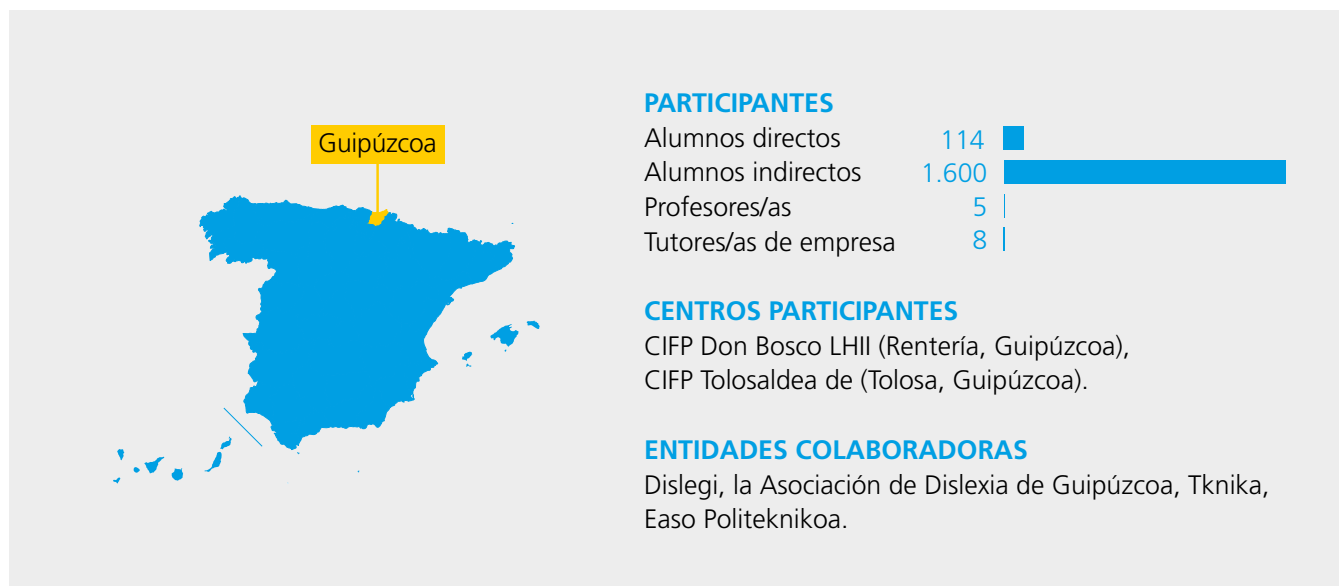 Guipúzcoa
PARTICIPANTES
Alumnos directos 114
Alumnos indirectos 1.600
Profesores/as 5
Tutores/as de empresa 8
CENTROS PARTICIPANTES
CIFP Don Bosco LHII (Rentería, Guipúzcoa),
CIFP Tolosaldea de (Tolosa, Guipúzcoa).
ENTIDADES COLABORADORAS
Dislegi, la Asociación de Dislexia de Guipúzcoa, Tknika,
Easo Politeknikoa.